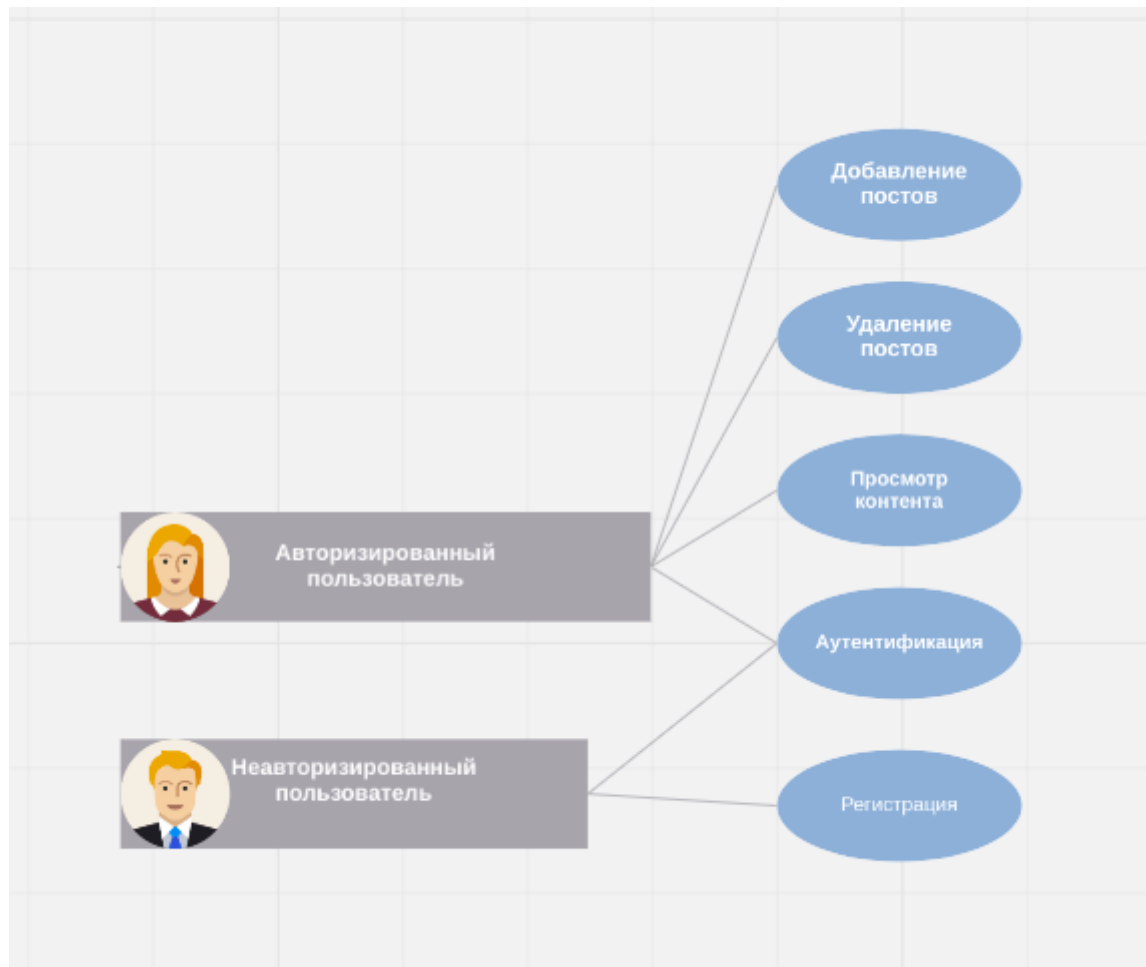 Добавление
постов
Удаление
постов
Просмотр
контента
Авторизированный
пользователь
Аутентификация
Неавторизированный
пользователь
Регистрация